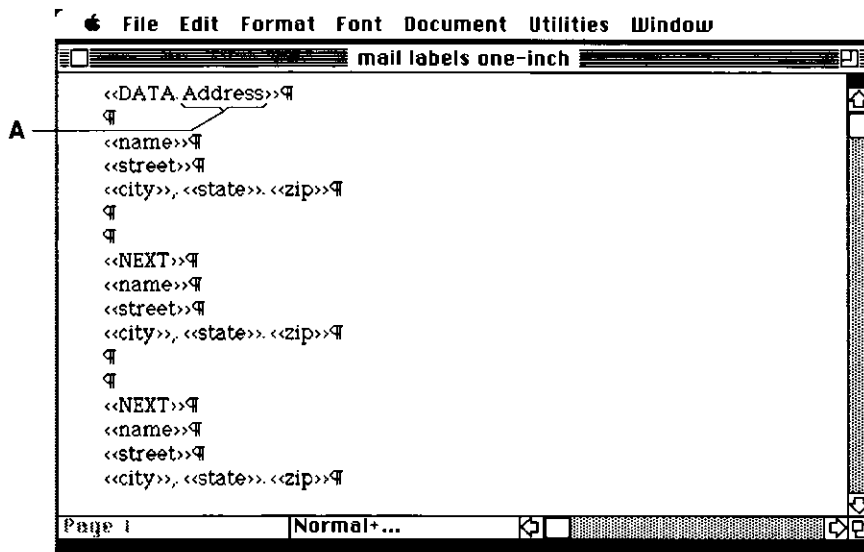 File Edit Format Font Document Utilities Window
mail labels one-inch
‹‹DATA Address››¶
¶
A
‹‹name››¶
‹‹street››¶
‹‹city››, ‹‹state›› ‹‹zip››¶
¶
¶
‹‹NEXT››¶
‹‹name››¶
‹‹street››¶
‹‹city››, ‹‹state›› ‹‹zip››¶
¶
¶
‹‹NEXT››¶
‹‹name››¶
‹‹street››¶
‹‹city››, ‹‹state›› ‹‹zip››¶
Page 1 Normal+...